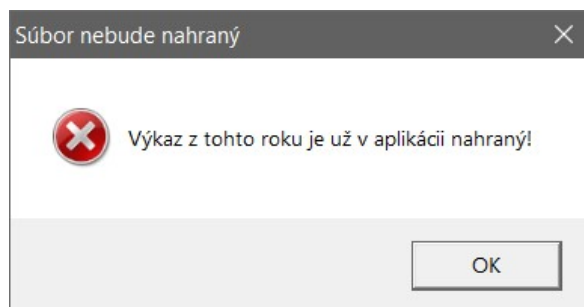 Súbor nebude nahraný
Výkaz z tohto roku je už v aplikácii nahraný!
OK